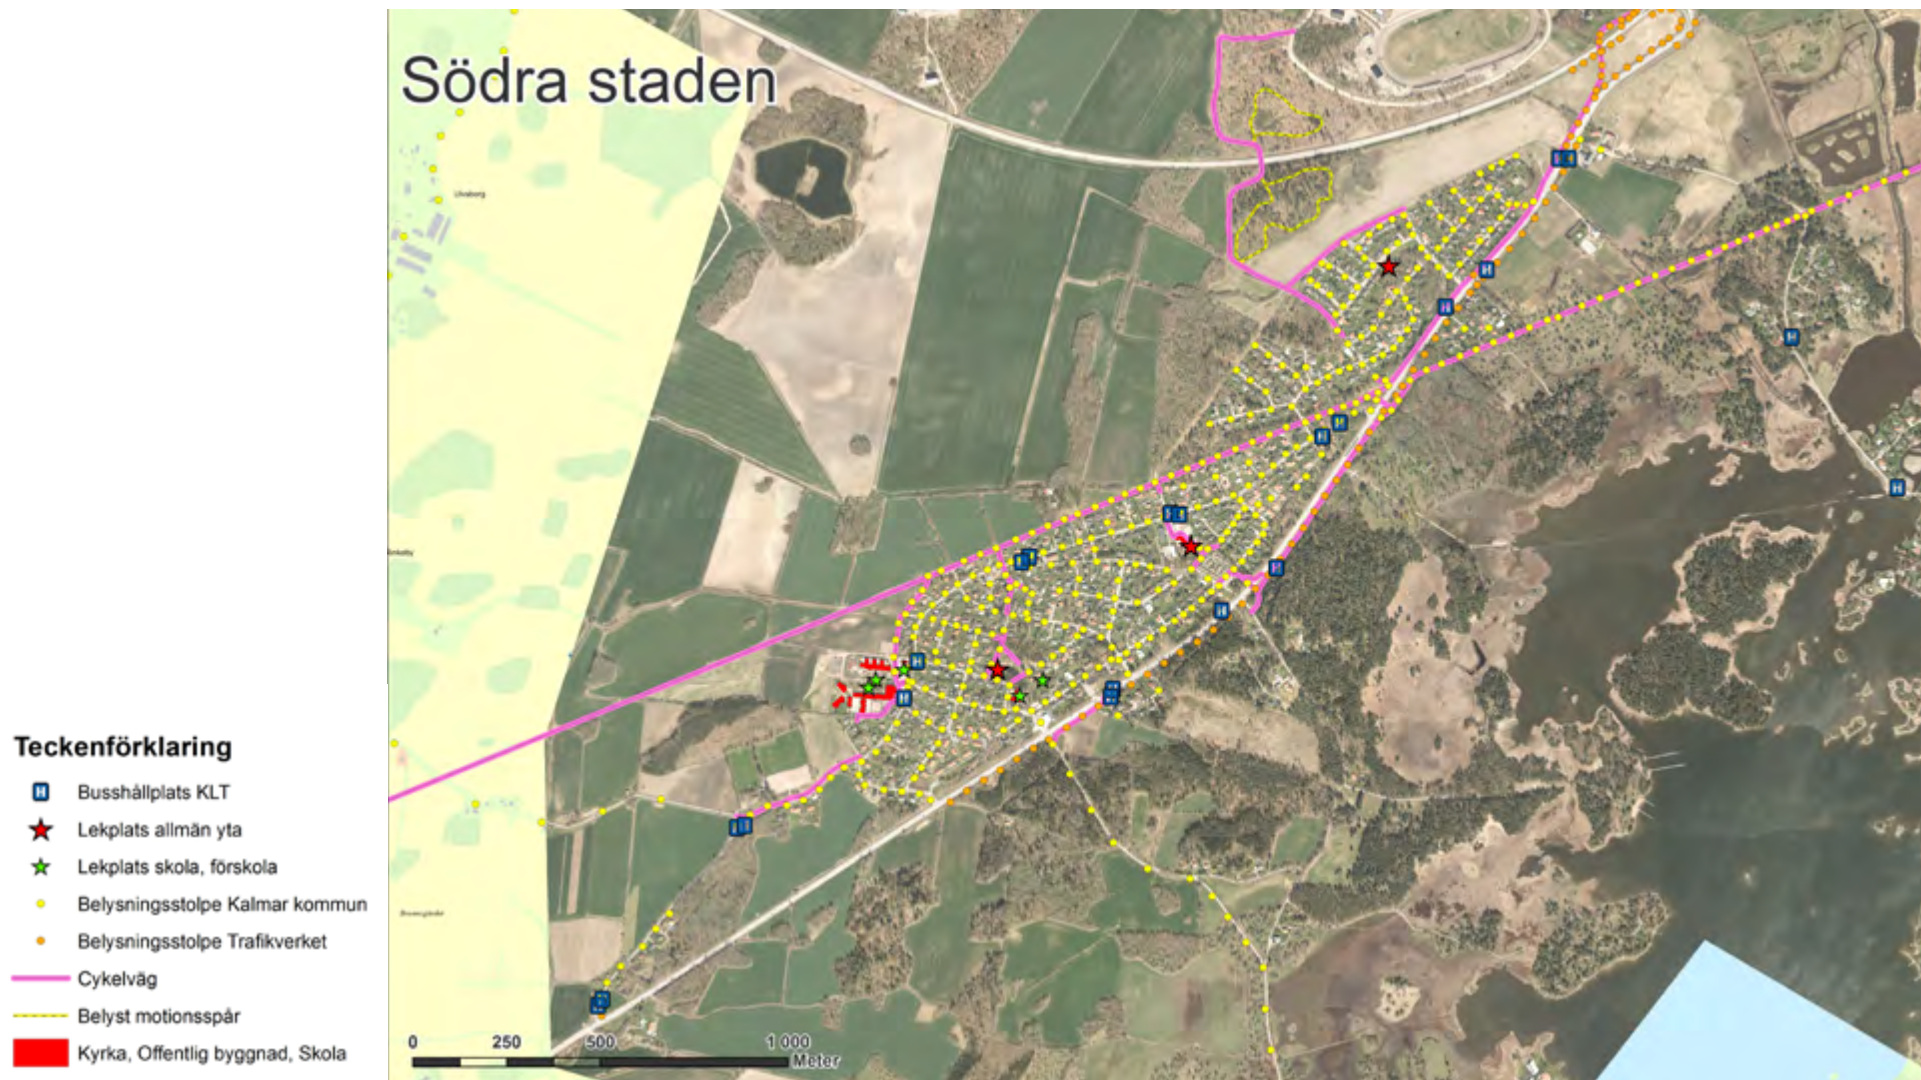 Södra staden
Ulvaborg
Teckenförklaring
Busshållplats KLT
Lekplats allmän yta
Lekplats skola, förskola
Belysningsstolpe Kalmar kommun
Belysningsstolpe Trafikverket
Cykelväg
Belyst motionsspår
Kyrka, Offentlig byggnad, Skola
0 250 500 1 000
Meter